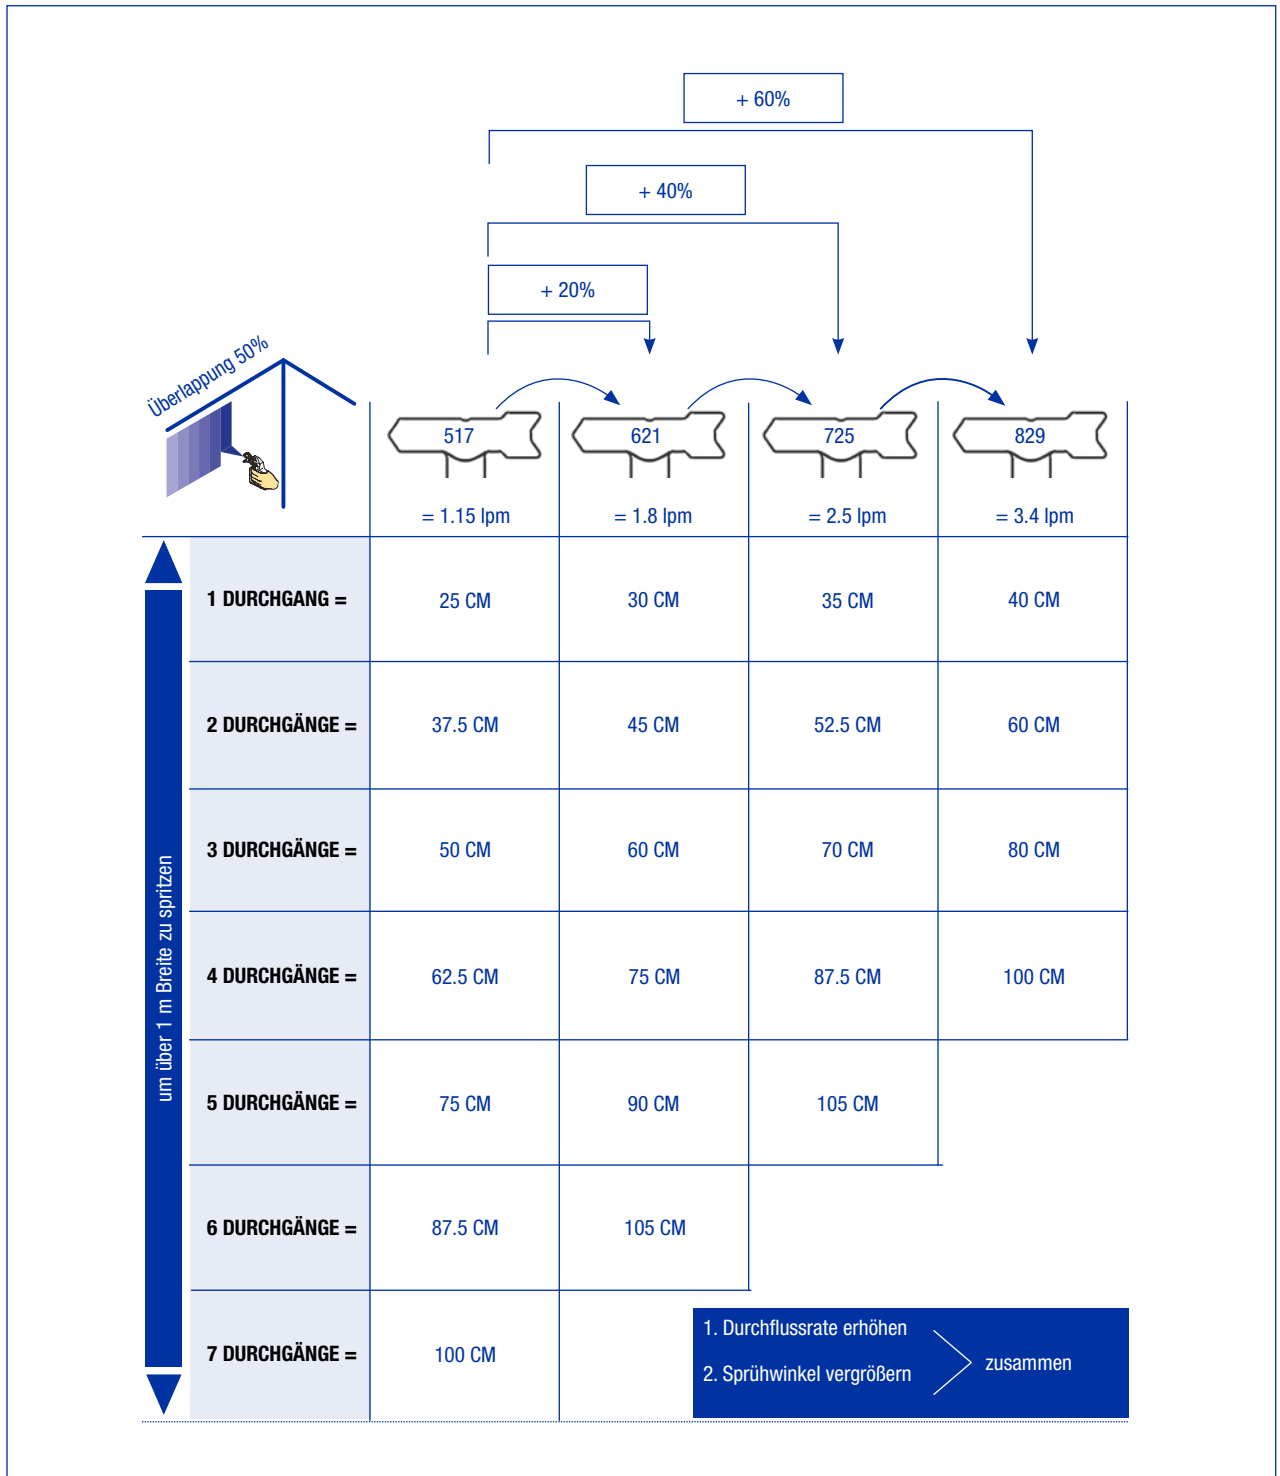 + 60%
+ 40%
+ 20%
Überlappung 50%
517 621 725 829
= 1.15 lpm = 1.8 lpm = 2.5 lpm = 3.4 lpm
um über 1 m Breite zu spritzen
1 DURCHGANG = 25 CM 30 CM 35 CM 40 CM
2 DURCHGÄNGE = 37.5 CM 45 CM 52.5 CM 60 CM
3 DURCHGÄNGE = 50 CM 60 CM 70 CM 80 CM
4 DURCHGÄNGE = 62.5 CM 75 CM 87.5 CM 100 CM
5 DURCHGÄNGE = 75 CM 90 CM 105 CM
6 DURCHGÄNGE = 87.5 CM 105 CM
7 DURCHGÄNGE = 100 CM
1. Durchflussrate erhöhen
2. Sprühwinkel vergrößern
zusammen